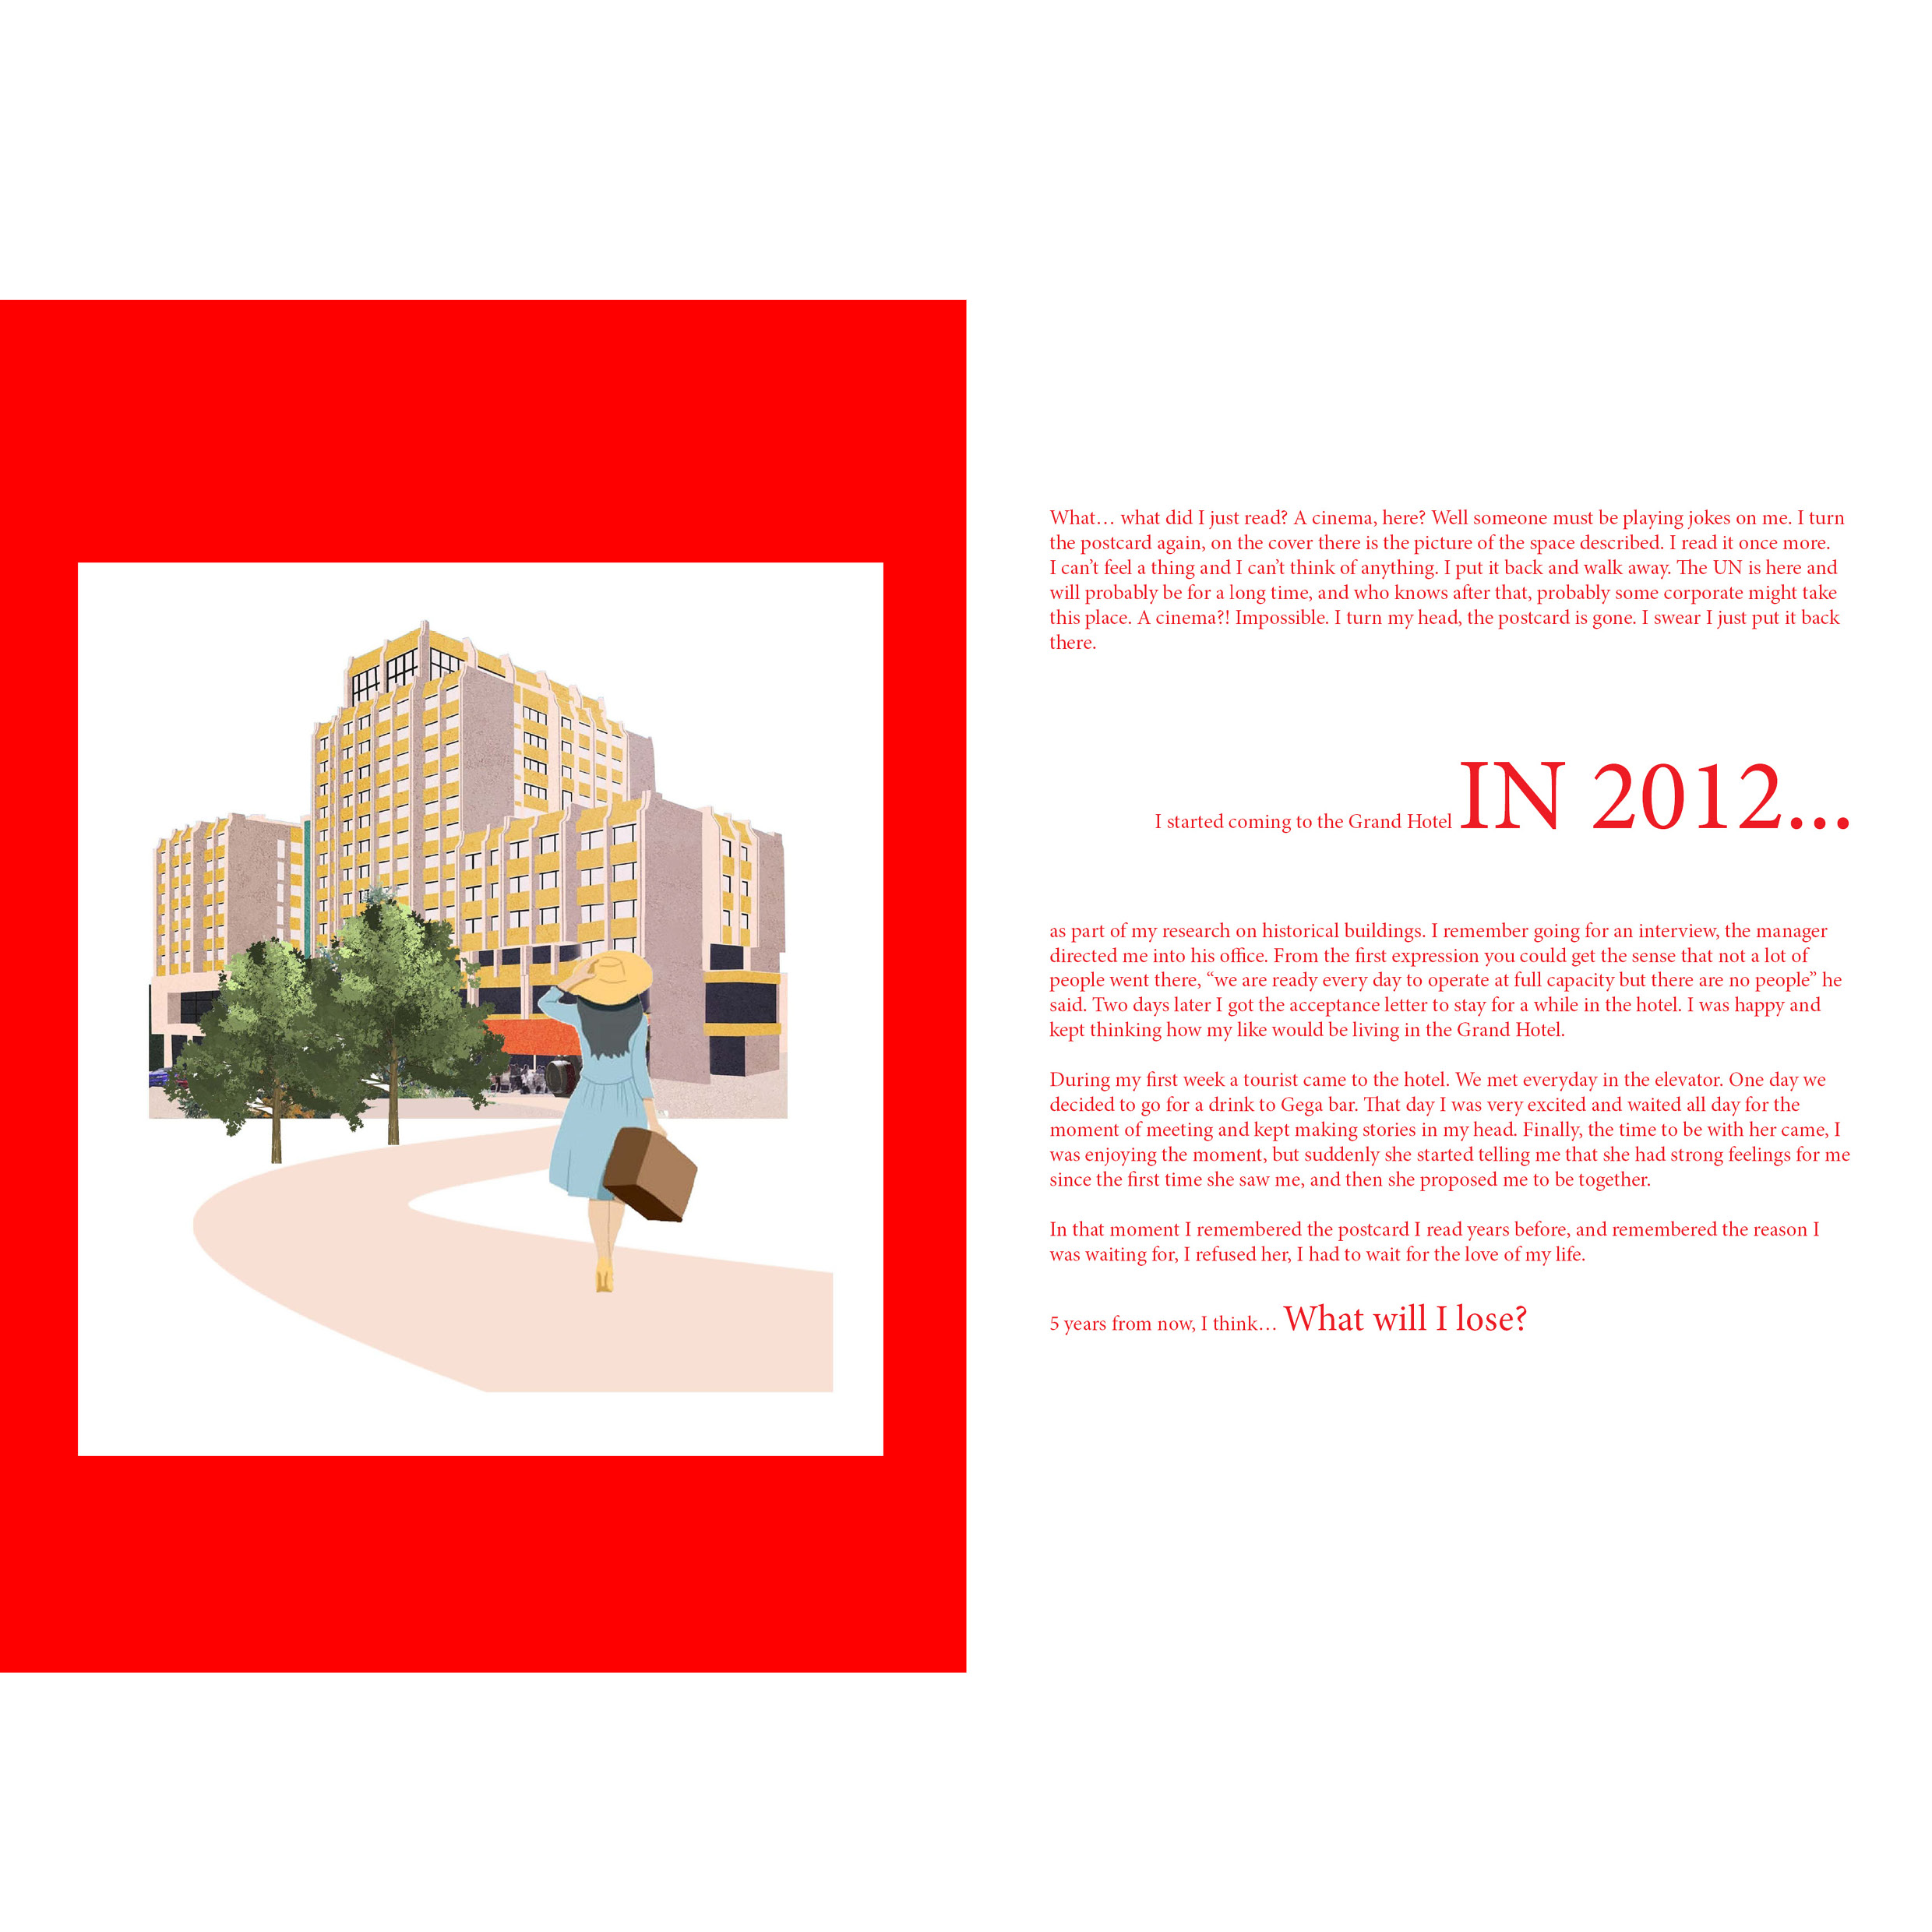 What… what did I just read? A cinema, here? Well someone must be playing jokes on me. I turn
the postcard again, on the cover there is the picture of the space described. I read it once more.
I can’t feel a thing and I can’t think of anything. I put it back and walk away. The UN is here and
will probably be for a long time, and who knows after that, probably some corporate might take
this place. A cinema?! Impossible. I turn my head, the postcard is gone. I swear I just put it back
there.
I started coming to the Grand Hotel IN 2012...
as part of my research on historical buildings. I remember going for an interview, the manager
directed me into his office. From the first expression you could get the sense that not a lot of
people went there, “we are ready every day to operate at full capacity but there are no people” he
said. Two days later I got the acceptance letter to stay for a while in the hotel. I was happy and
kept thinking how my like would be living in the Grand Hotel.
During my first week a tourist came to the hotel. We met everyday in the elevator. One day we
decided to go for a drink to Gega bar. That day I was very excited and waited all day for the
moment of meeting and kept making stories in my head. Finally, the time to be with her came, I
was enjoying the moment, but suddenly she started telling me that she had strong feelings for me
since the first time she saw me, and then she proposed me to be together.
In that moment I remembered the postcard I read years before, and remembered the reason I
was waiting for, I refused her, I had to wait for the love of my life.
5 years from now, I think… What will I lose?